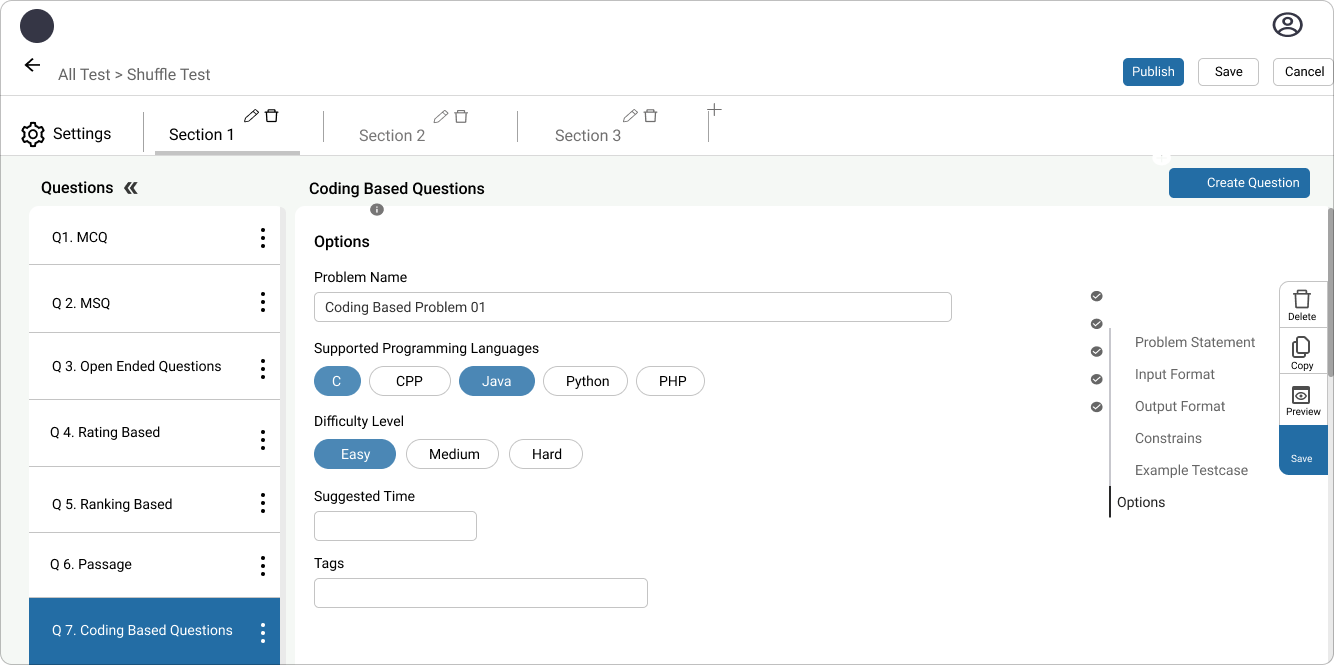 All Test > Shuffle Test
Publish
Save
Cancel
Settings
Section 1
Section 2
Section 3
Questions
Q1. MCQ
Q 2. MSQ
Q 3. Open Ended Questions
Q 4. Rating Based
Q 5. Ranking Based
Q 6. Passage
Q 7. Coding Based Questions
Coding Based Questions
Create Question
Options
Problem Name
Coding Based Problem 01
Supported Programming Languages
C CPP Java Python PHP
Difficulty Level
Easy Medium Hard
Suggested Time
Tags
Problem Statement
Input Format
Output Format
Constrains
Example Testcase
Options
Delete
Copy
Preview
Save